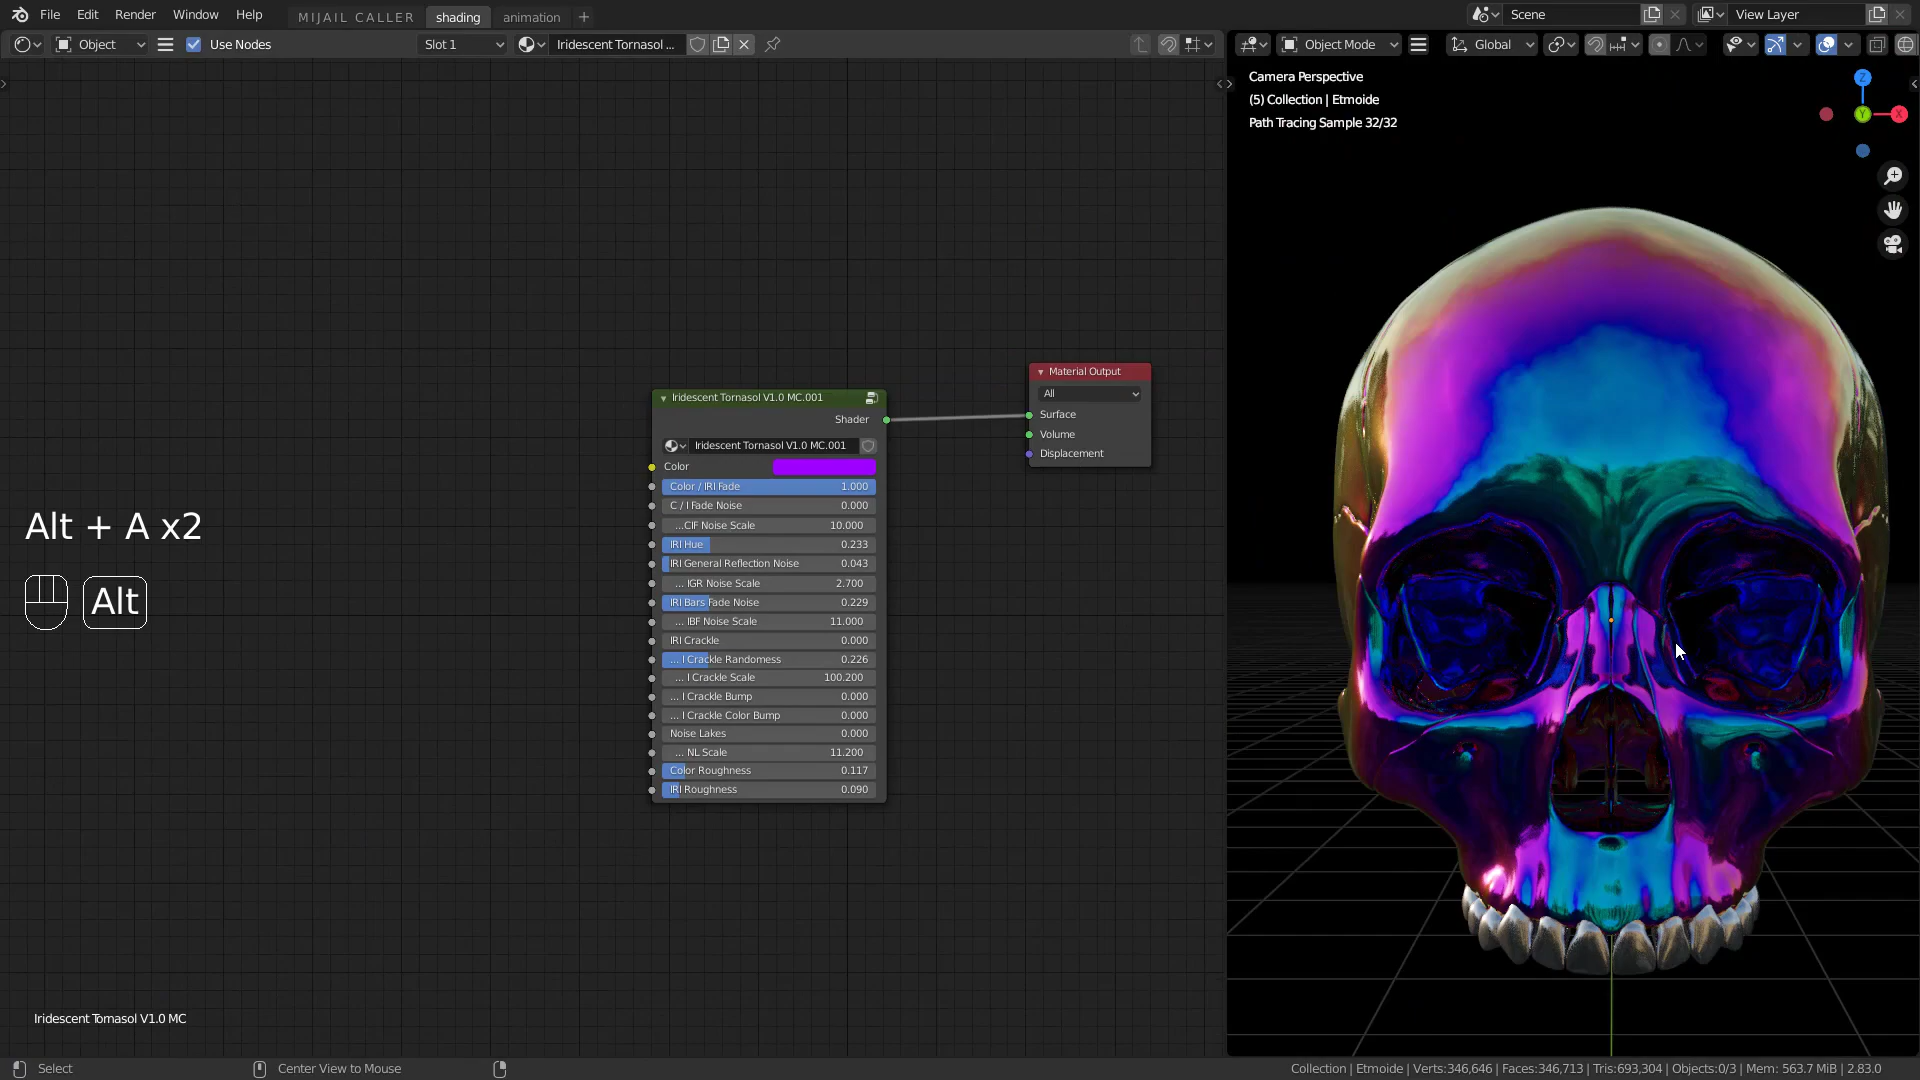 File Edit Render Window Help MIJAIL CALLER shading animation + Scene View Layer
Object Use Nodes Slot 1 Iridescent Tornasol ... Object Mode Global
Camera Perspective
(5) Collection | Etmoide
Path Tracing Sample 32/32
Z
Y
X
Material Output
All
Surface
Volume
Displacement
Iridescent Tornasol V1.0 MC.001
Shader
Iridescent Tornasol V1.0 MC.001
Color
Color / IRI Fade 1.000
C / I Fade Noise 0.000
...CIF Noise Scale 10.000
IRI Hue 0.233
IRI General Reflection Noise 0.043
... IGR Noise Scale 2.700
IRI Bars Fade Noise 0.229
... IBF Noise Scale 11.000
IRI Crackle 0.000
... I Crackle Randomess 0.226
... I Crackle Scale 100.200
... I Crackle Bump 0.000
... I Crackle Color Bump 0.000
Noise Lakes 0.000
... NL Scale 11.200
Color Roughness 0.117
IRI Roughness 0.090
Alt + A x2
Alt
Iridescent Tornasol V1.0 MC
Select Center View to Mouse Collection | Etmoide | Verts:346,646 | Faces:346,713 | Tris:693,304 | Objects:0/3 | Mem: 563.7 MiB | 2.83.0